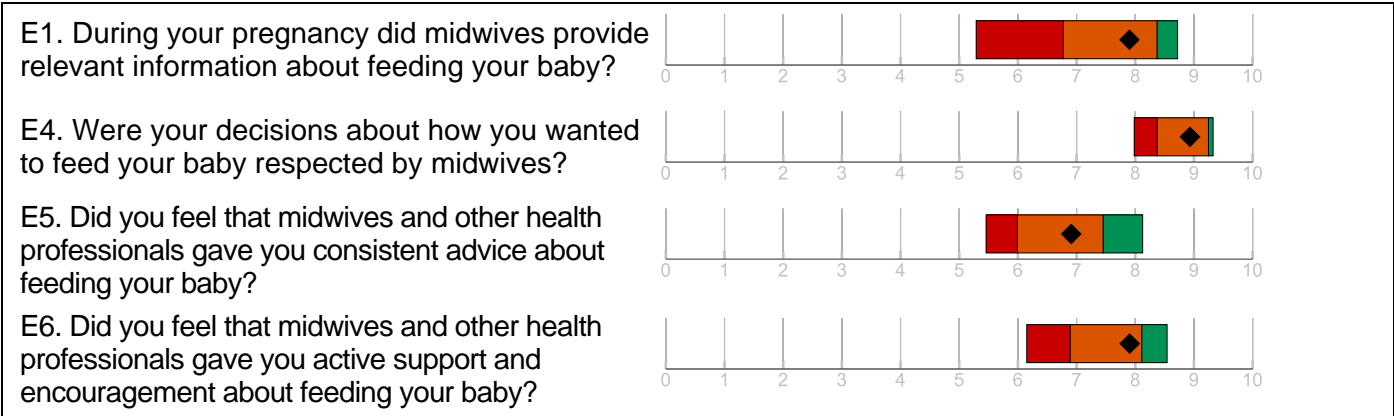 E1. During your pregnancy did midwives provide
relevant information about feeding your baby?
0 1 2 3 4 5 6 7 8 9 10
E4. Were your decisions about how you wanted
to feed your baby respected by midwives?
0 1 2 3 4 5 6 7 8 9 10
E5. Did you feel that midwives and other health
professionals gave you consistent advice about
feeding your baby?
0 1 2 3 4 5 6 7 8 9 10
E6. Did you feel that midwives and other health
professionals gave you active support and
encouragement about feeding your baby?
0 1 2 3 4 5 6 7 8 9 10